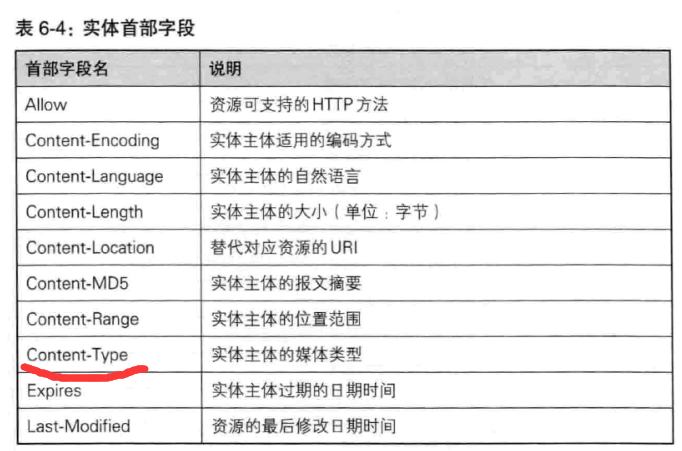 表 6-4：实体首部字段
首部字段名 说明
Allow 资源可支持的HTTP方法
Content-Encoding 实体主体适用的编码方式
Content-Language 实体主体的自然语言
Content-Length 实体主体的大小（单位：字节）
Content-Location 替代对应资源的URI
Content-MD5 实体主体的报文摘要
Content-Range 实体主体的位置范围
Content-Type 实体主体的媒体类型
Expires 实体主体过期的日期时间
Last-Modified 资源的最后修改日期时间